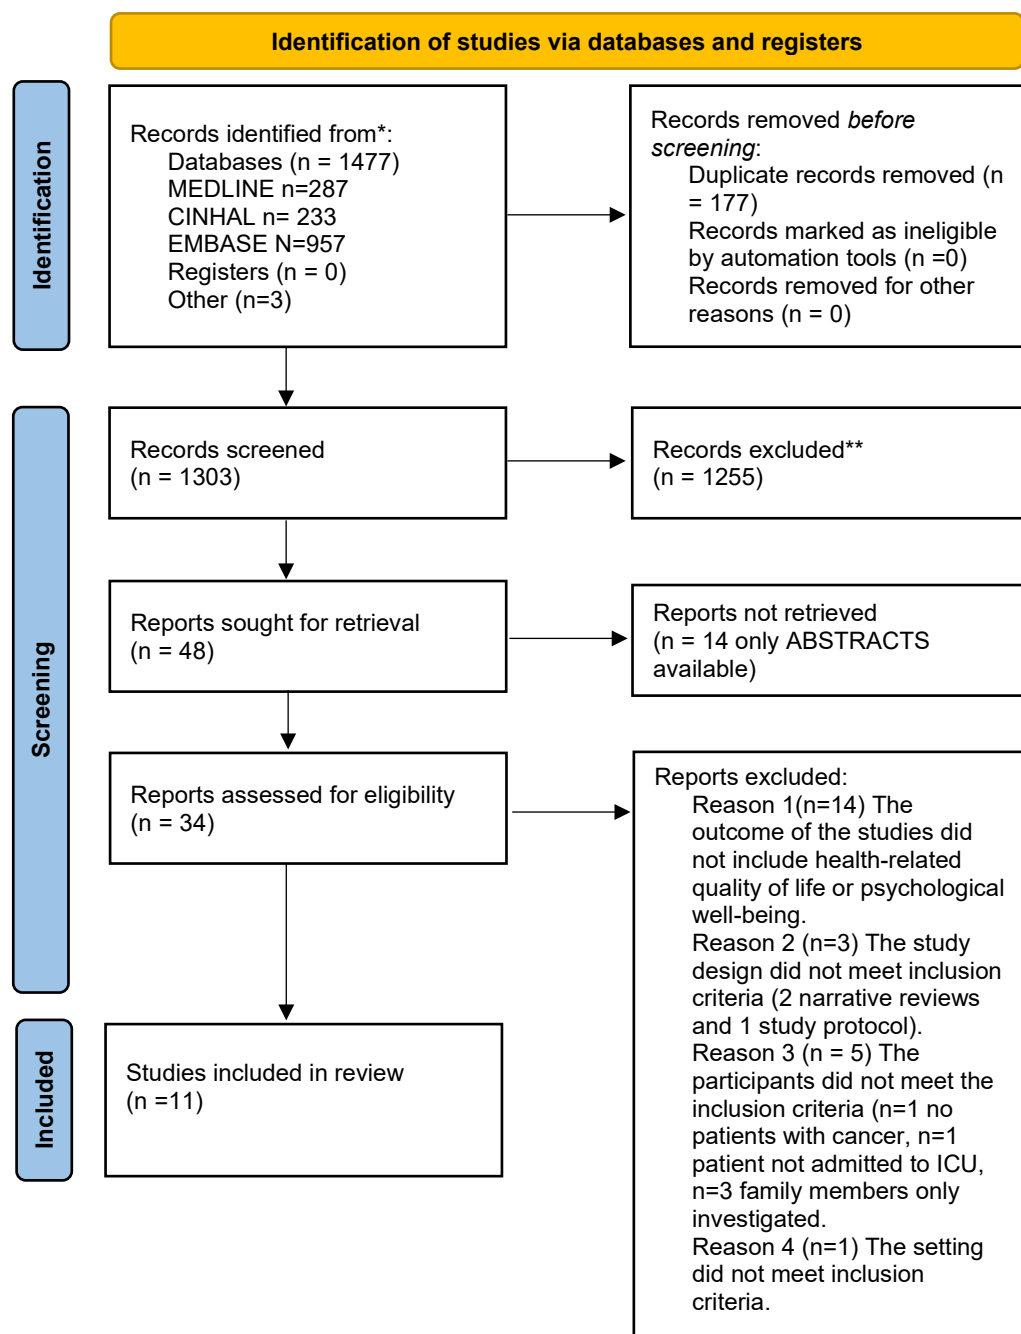 Identification of studies via databases and registers
Identification
Records identified from*:
Databases (n = 1477)
MEDLINE n=287
CINHAL n= 233
EMBASE N=957
Registers (n = 0)
Other (n=3)
Records removed before
screening:
Duplicate records removed (n
= 177)
Records marked as ineligible
by automation tools (n =0)
Records removed for other
reasons (n = 0)
Screening
Records screened
(n = 1303)
Records excluded**
(n = 1255)
Reports sought for retrieval
(n = 48)
Reports not retrieved
(n = 14 only ABSTRACTS
available)
Reports assessed for eligibility
(n = 34)
Reports excluded:
Reason 1(n=14) The
outcome of the studies did
not include health-related
quality of life or psychological
well-being.
Reason 2 (n=3) The study
design did not meet inclusion
criteria (2 narrative reviews
and 1 study protocol).
Reason 3 (n = 5) The
participants did not meet the
inclusion criteria (n=1 no
patients with cancer, n=1
patient not admitted to ICU,
n=3 family members only
investigated.
Reason 4 (n=1) The setting
did not meet inclusion
criteria.
Included
Studies included in review
(n =11)